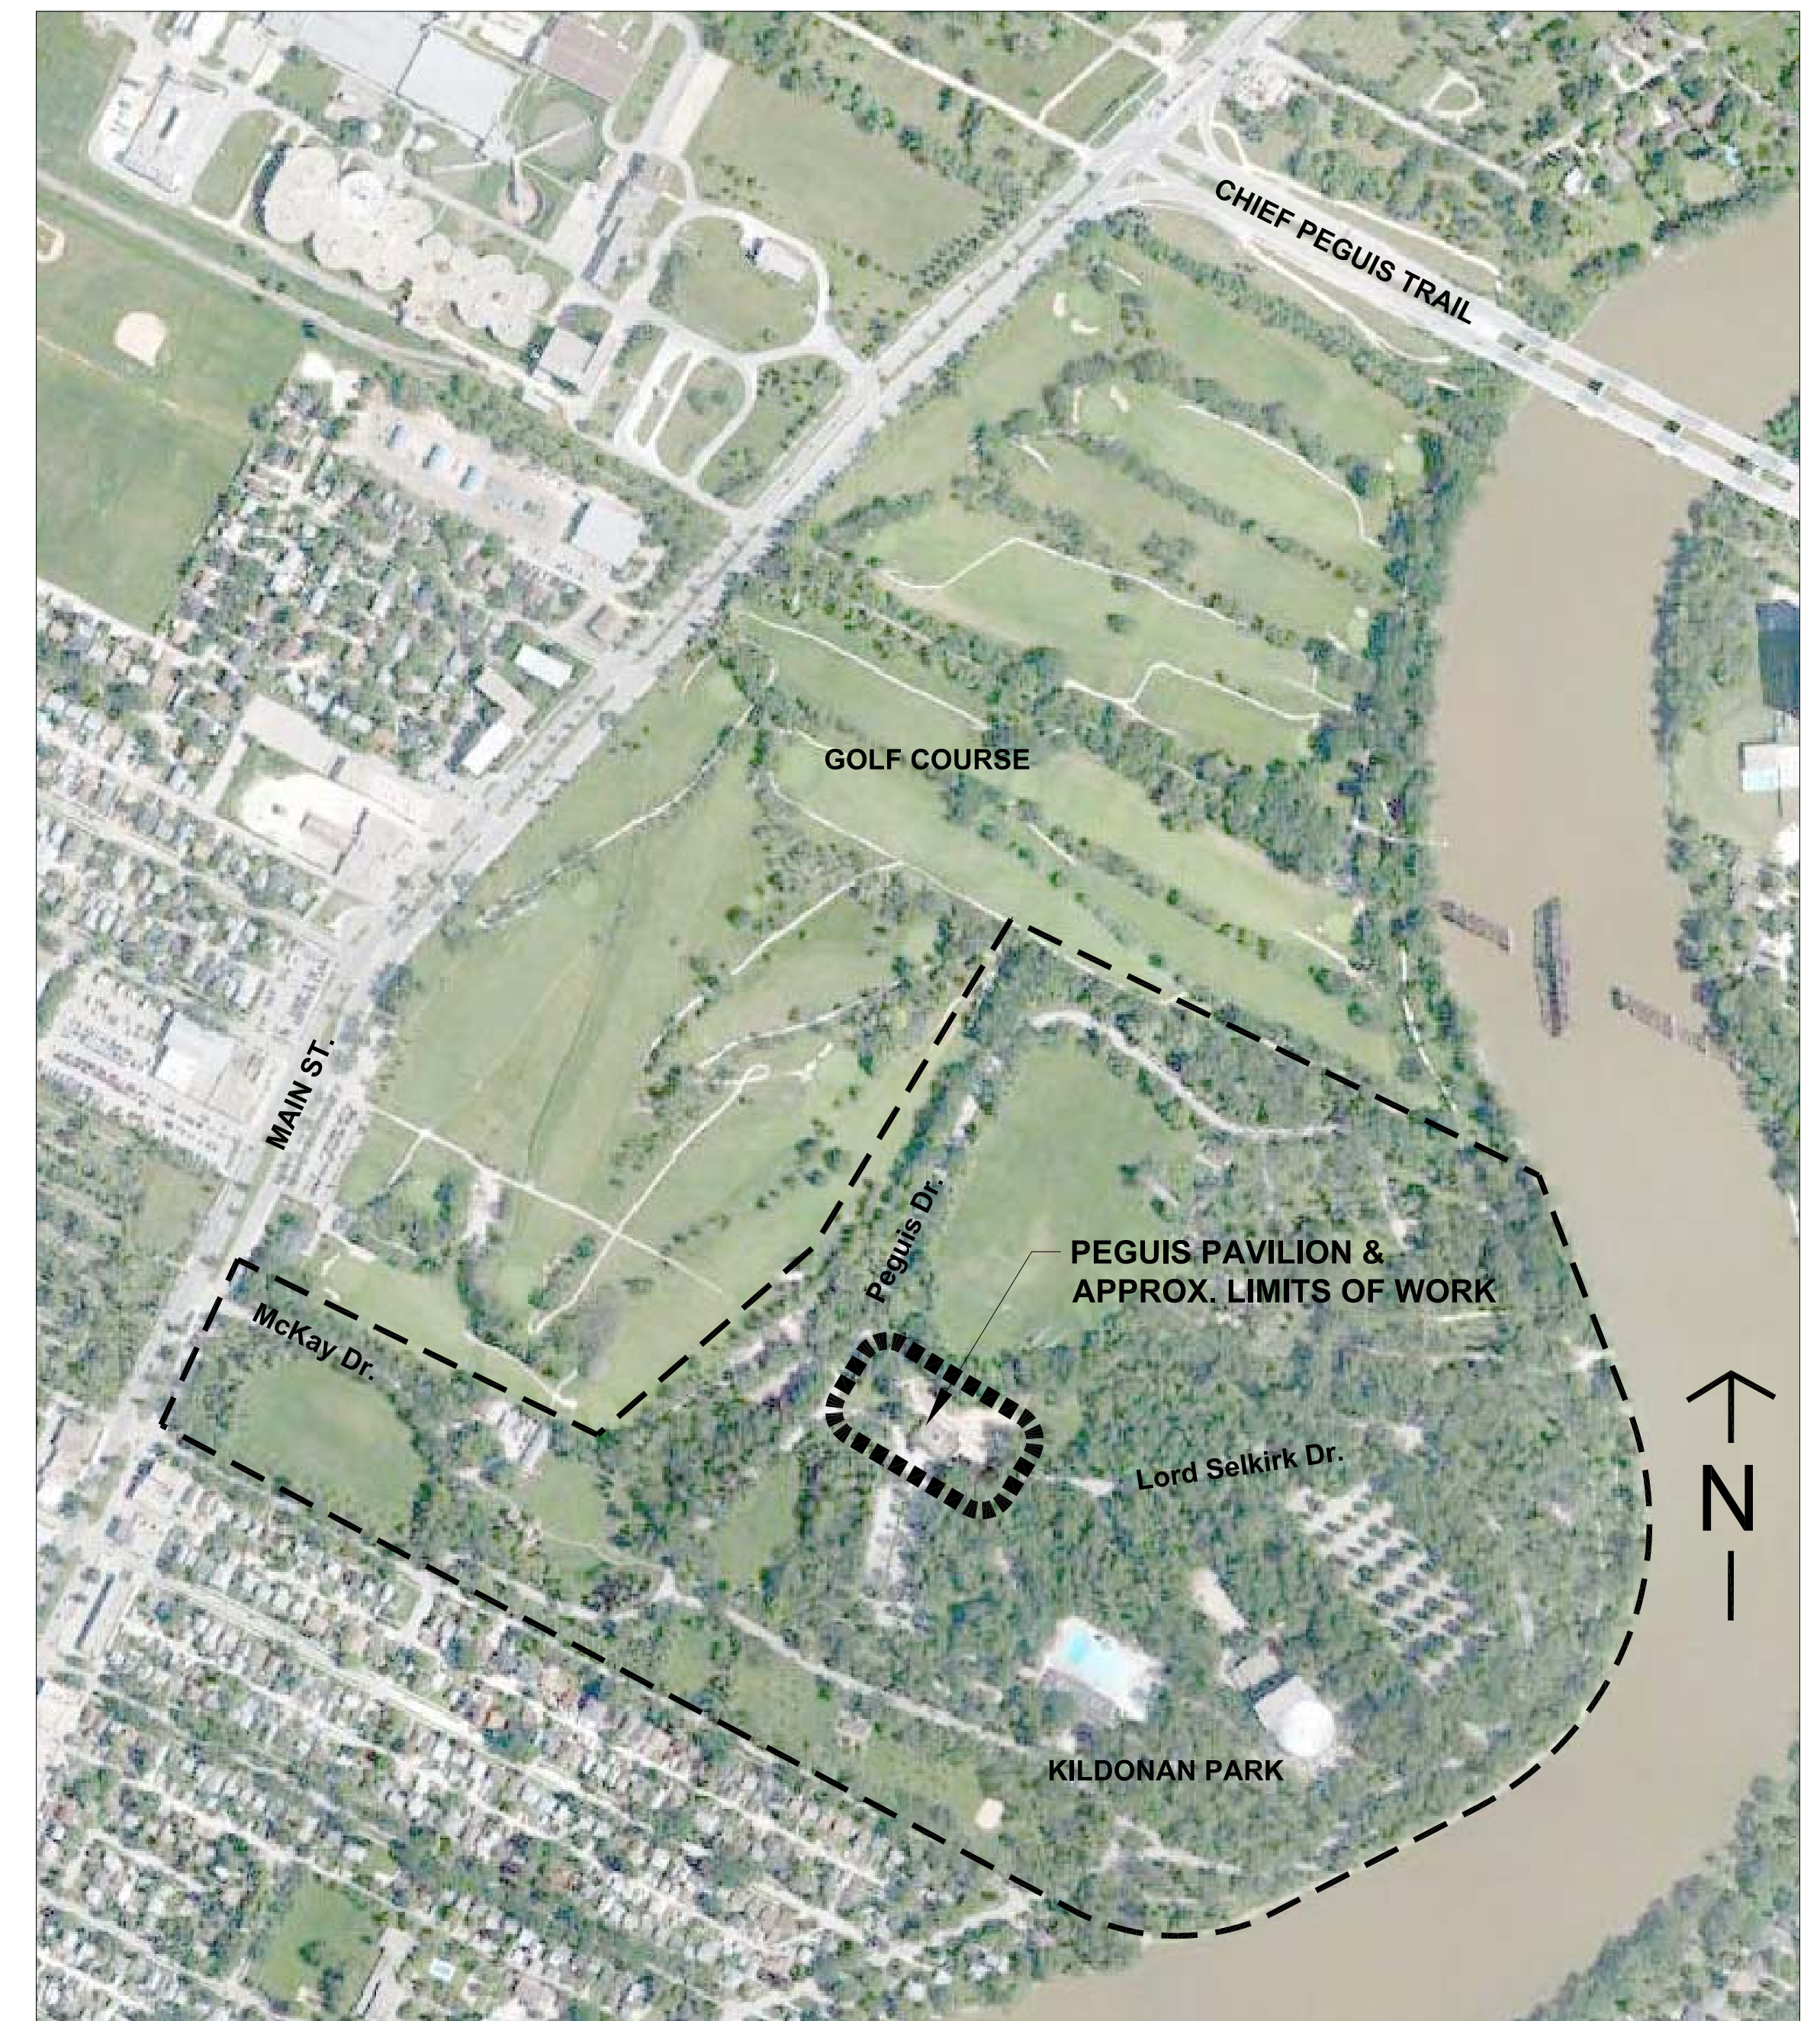 CHIEF PEGUIS TRAIL
GOLF COURSE
MAIN ST.
Peguis Dr.
PEGUIS PAVILION &
APPROX. LIMITS OF WORK
McKay Dr.
Lord Selkirk Dr.
N
KILDONAN PARK